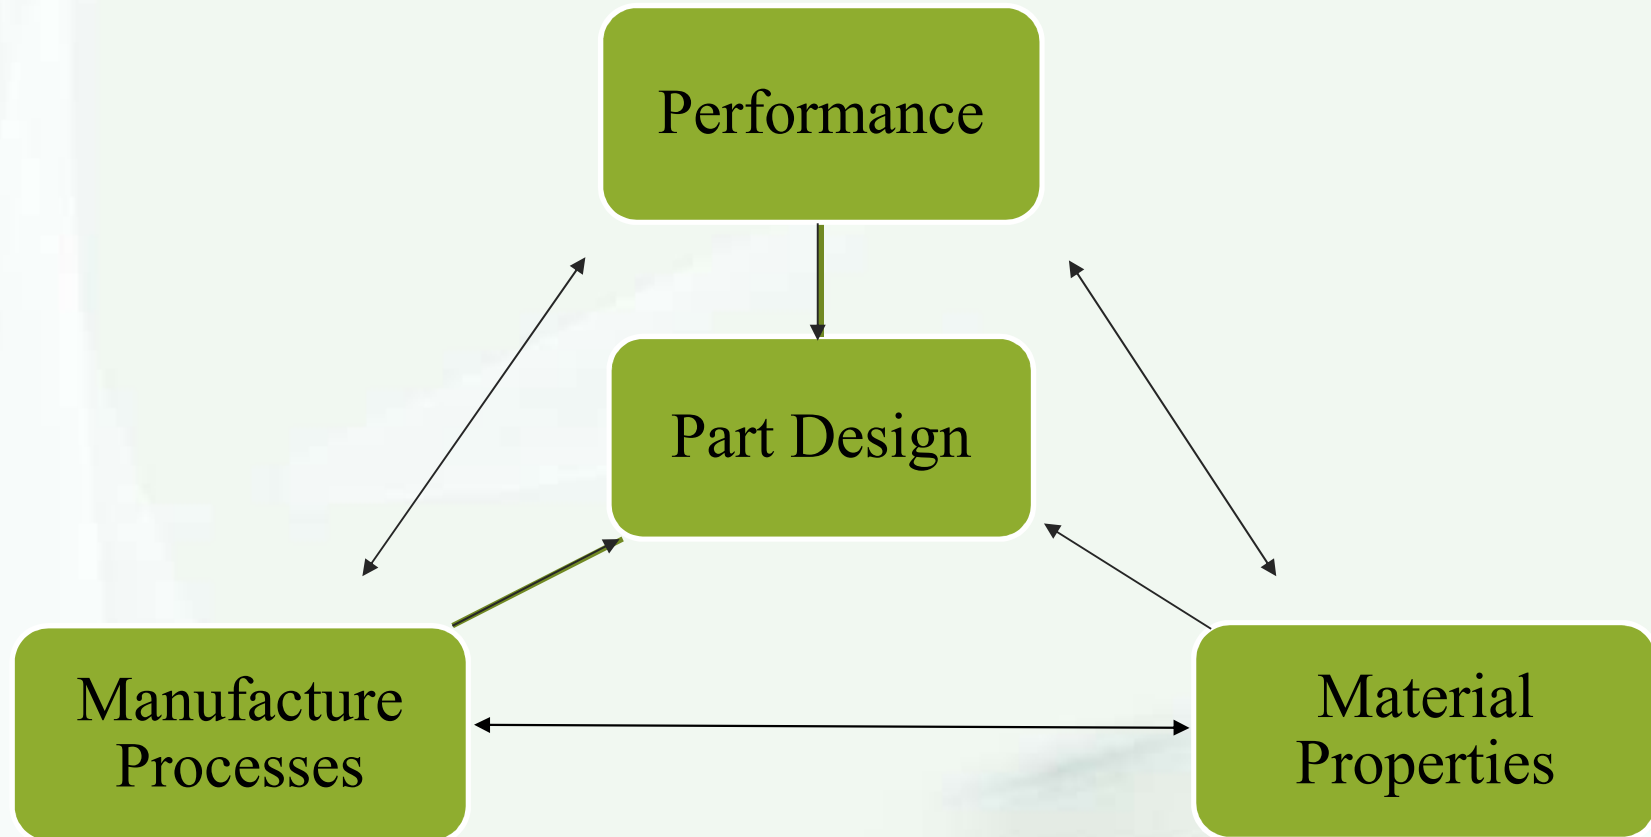 Performance
Part Design
Manufacture
Processes
Material
Properties